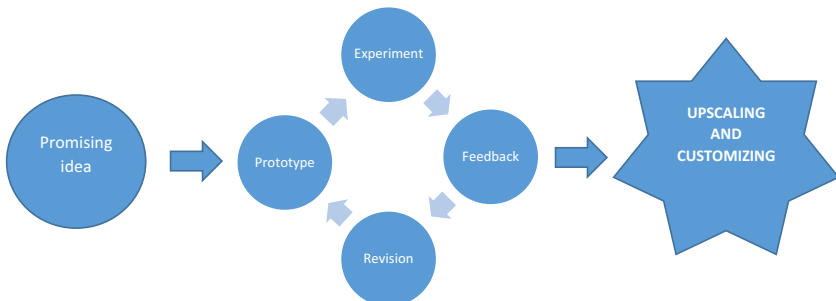 Promising
idea
Prototype
Experiment
Feedback
Revision
UPSCALING
AND
CUSTOMIZING